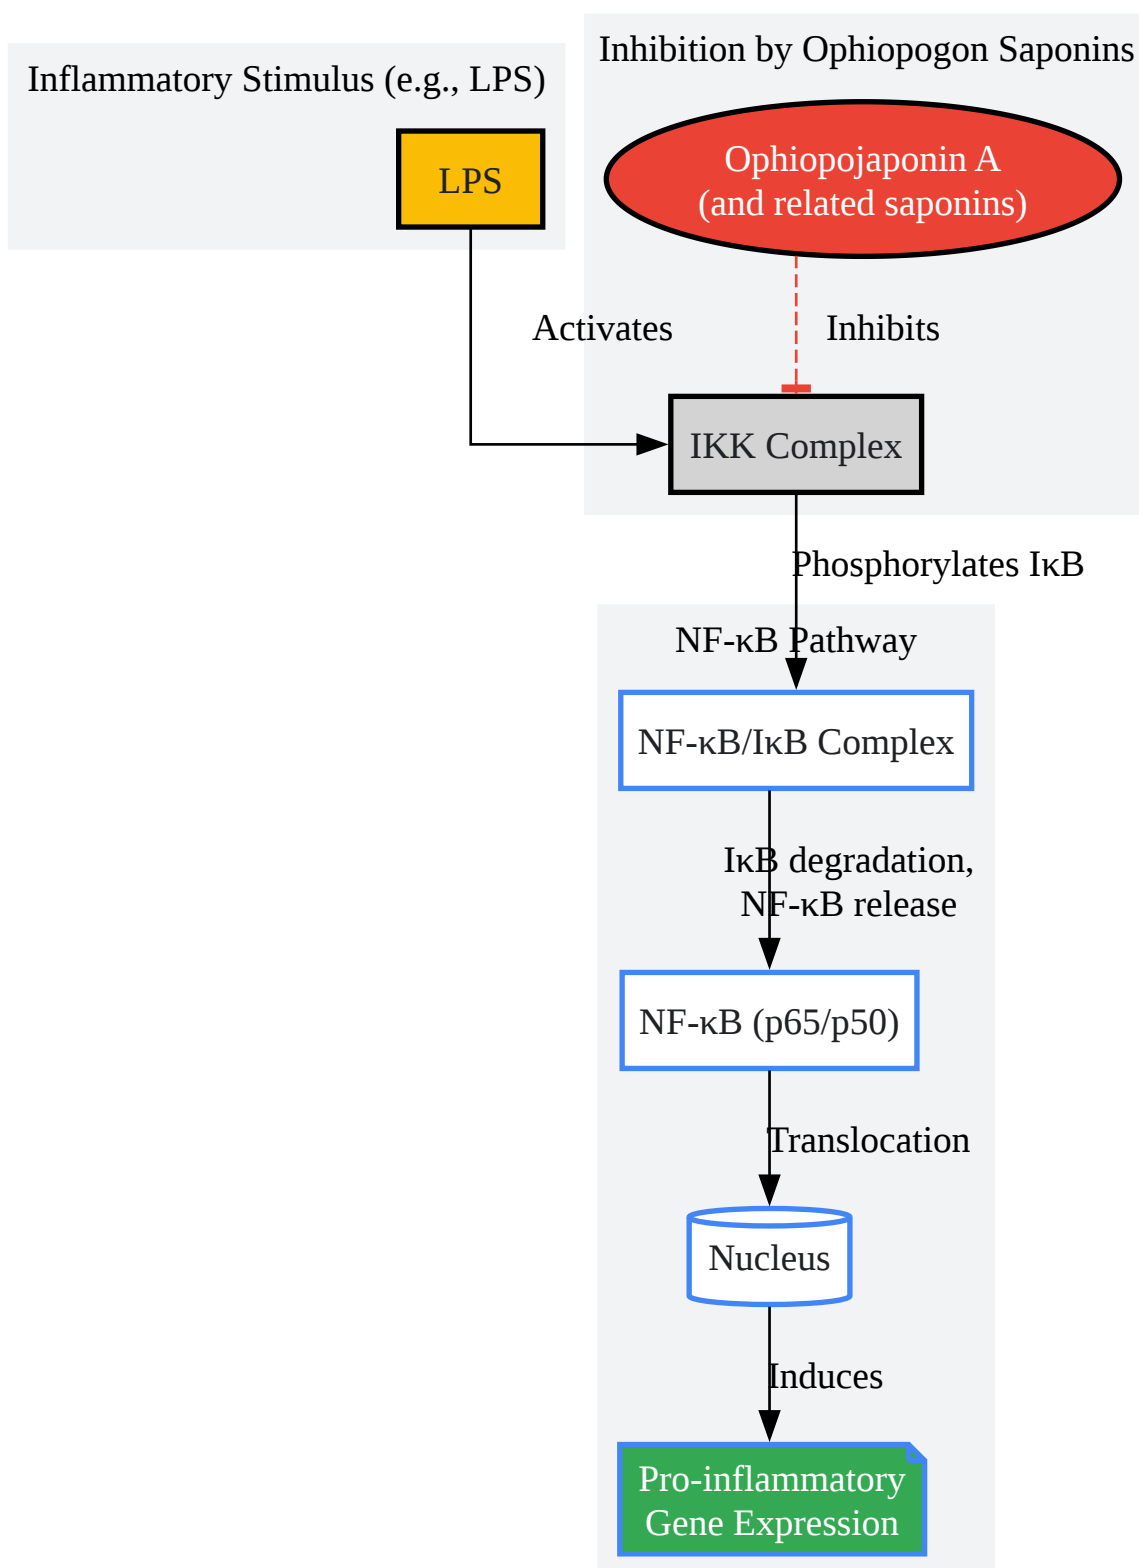 Inflammatory Stimulus (e.g., LPS)
LPS
Inhibition by Ophiopogon Saponins
Ophiopojaponin A
(and related saponins)
Activates
Inhibits
IKK Complex
Phosphorylates IκB
NF-κB Pathway
NF-κB/IκB Complex
IκB degradation,
NF-κB release
NF-κB (p65/p50)
Translocation
Nucleus
Induces
Pro-inflammatory
Gene Expression